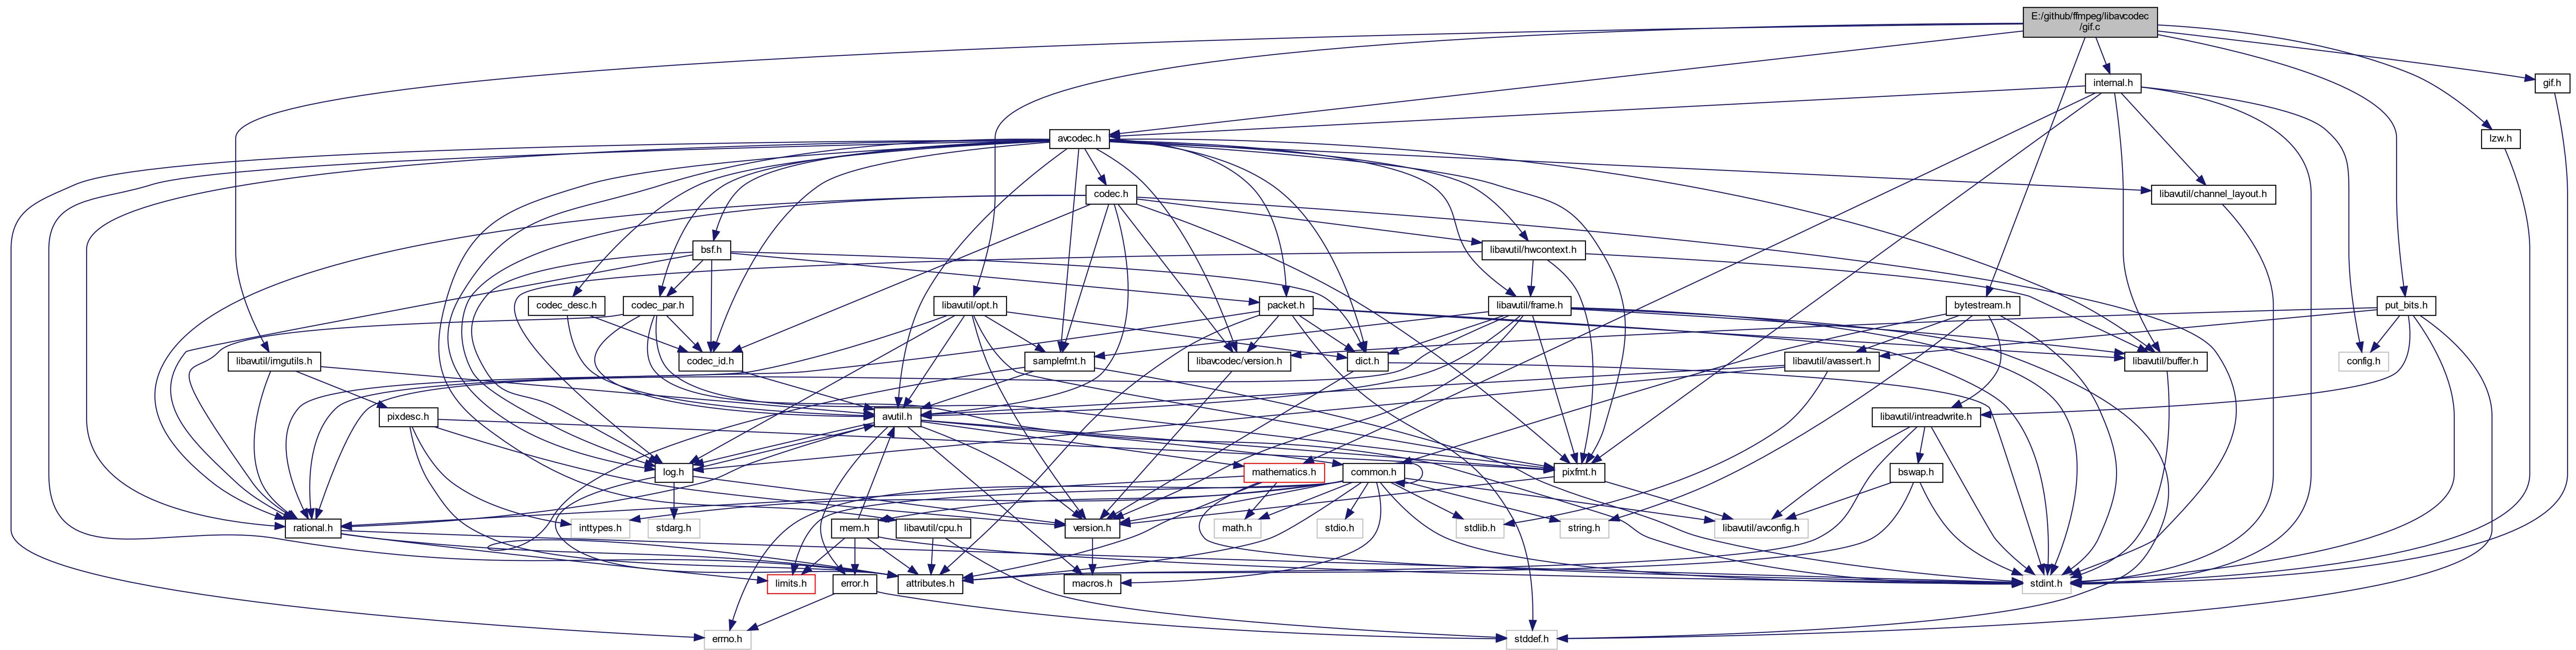 E:/github/ffmpeg/libavcodec
/gif.c
internal.h
gif.h
avcodec.h
lzw.h
codec.h
libavutil/channel_layout.h
bsf.h
libavutil/hwcontext.h
codec_desc.h
codec_par.h
libavutil/opt.h
packet.h
libavutil/frame.h
bytestream.h
put_bits.h
libavutil/imgutils.h
codec_id.h
samplefmt.h
libavcodec/version.h
dict.h
libavutil/avassert.h
libavutil/buffer.h
config.h
pixdesc.h
avutil.h
libavutil/intreadwrite.h
log.h
mathematics.h
common.h
pixfmt.h
bswap.h
rational.h
inttypes.h
stdarg.h
mem.h
libavutil/cpu.h
version.h
math.h
stdio.h
stdlib.h
string.h
libavutil/avconfig.h
limits.h
error.h
attributes.h
macros.h
stdint.h
errno.h
stddef.h